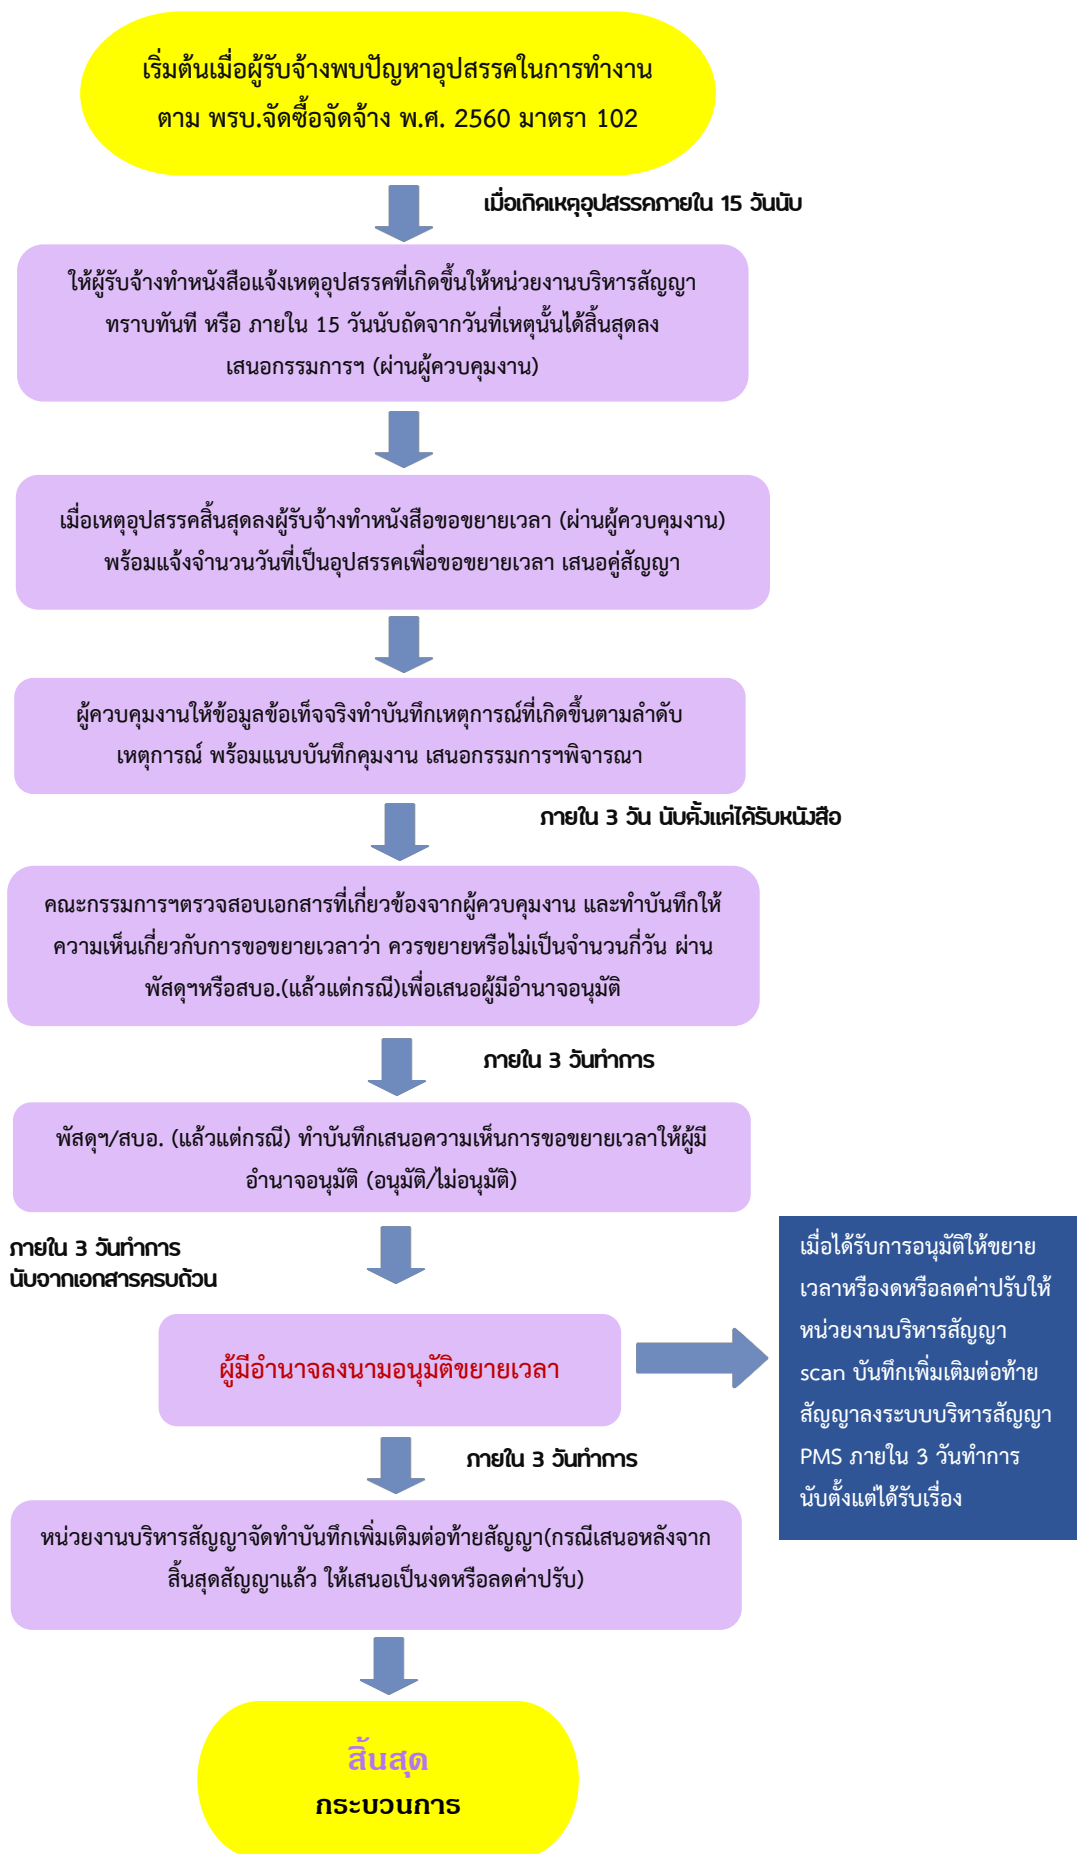 เริ่มต้นเมื่อผู้รับจ้างพบปัญหาอุปสรรคในการทำงาน
ตาม พรบ.จัดซื้อจัดจ้าง พ.ศ. 2560 มาตรา 102
เมื่อเกิดเหตุอุปสรรคภายใน 15 วันนับ
ให้ผู้รับจ้างทำหนังสือแจ้งเหตุอุปสรรคที่เกิดขึ้นให้หน่วยงานบริหารสัญญา
ทราบทันที หรือ ภายใน 15 วันนับถัดจากวันที่เหตุนั้นได้สิ้นสุดลง
เสนอกรรมการฯ (ผ่านผู้ควบคุมงาน)
เมื่อเหตุอุปสรรคสิ้นสุดลงผู้รับจ้างทำหนังสือขอขยายเวลา (ผ่านผู้ควบคุมงาน)
พร้อมแจ้งจำนวนวันที่เป็นอุปสรรคเพื่อขอขยายเวลา เสนอคู่สัญญา
ผู้ควบคุมงานให้ข้อมูลข้อเท็จจริงทำบันทึกเหตุการณ์ที่เกิดขึ้นตามลำดับ
เหตุการณ์ พร้อมแนบบันทึกคุมงาน เสนอกรรมการฯพิจารณา
ภายใน 3 วัน นับตั้งแต่ได้รับหนังสือ
คณะกรรมการฯตรวจสอบเอกสารที่เกี่ยวข้องจากผู้ควบคุมงาน และทำบันทึกให้
ความเห็นเกี่ยวกับการขอขยายเวลาว่า ควรขยายหรือไม่เป็นจำนวนกี่วัน ผ่าน
พัสดุฯหรือสบอ.(แล้วแต่กรณี)เพื่อเสนอผู้มีอำนาจอนุมัติ
ภายใน 3 วันทำการ
พัสดุฯ/สบอ. (แล้วแต่กรณี) ทำบันทึกเสนอความเห็นการขอขยายเวลาให้ผู้มี
อำนาจอนุมัติ (อนุมัติ/ไม่อนุมัติ)
ภายใน 3 วันทำการ
นับจากเอกสารครบถ้วน
ผู้มีอำนาจลงนามอนุมัติขยายเวลา
เมื่อได้รับการอนุมัติให้ขยาย
เวลาหรืองดหรือลดค่าปรับให้
หน่วยงานบริหารสัญญา
scan บันทึกเพิ่มเติมต่อท้าย
สัญญาลงระบบบริหารสัญญา
PMS ภายใน 3 วันทำการ
นับตั้งแต่ได้รับเรื่อง
ภายใน 3 วันทำการ
หน่วยงานบริหารสัญญาจัดทำบันทึกเพิ่มเติมต่อท้ายสัญญา(กรณีเสนอหลังจาก
สิ้นสุดสัญญาแล้ว ให้เสนอเป็นงดหรือลดค่าปรับ)
สิ้นสุด
กระบวนการ